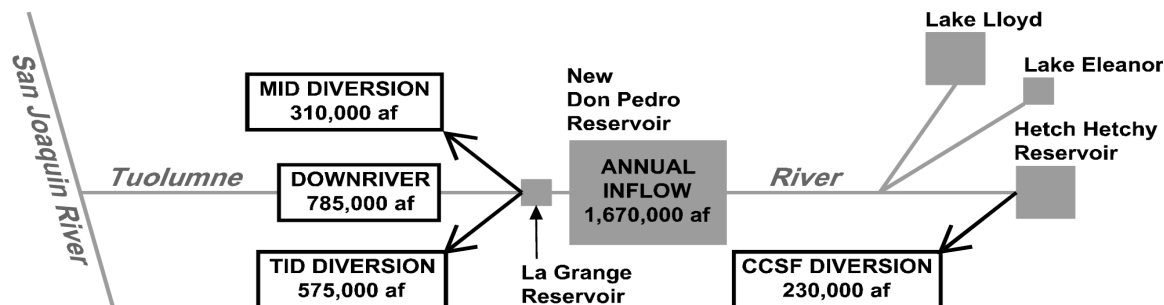 Lake Lloyd
Lake Eleanor
New
Don Pedro
Reservoir
Hetch Hetchy
Reservoir
San Joaquin River
MID DIVERSION
310,000 af
Tuolumne
DOWNRIVER
785,000 af
ANNUAL
INFLOW
1,670,000 af
River
TID DIVERSION
575,000 af
La Grange
Reservoir
CCSF DIVERSION
230,000 af